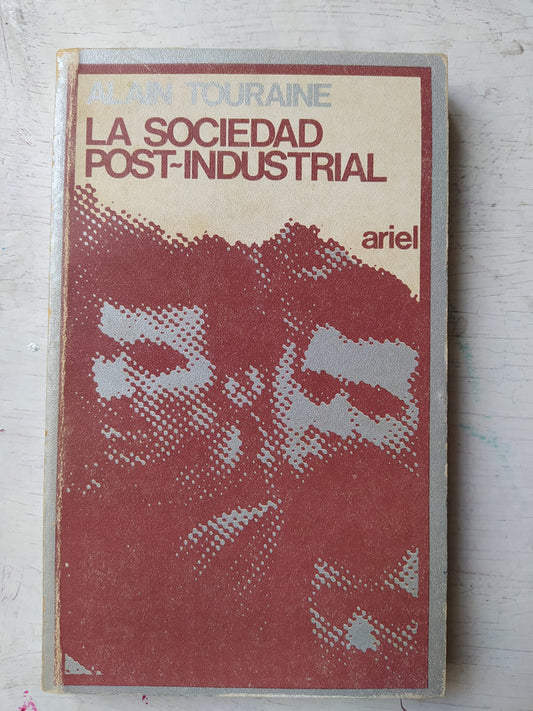 ALAIN TOURAINE
LA SOCIEDAD
POST-INDUSTRIAL
ariel